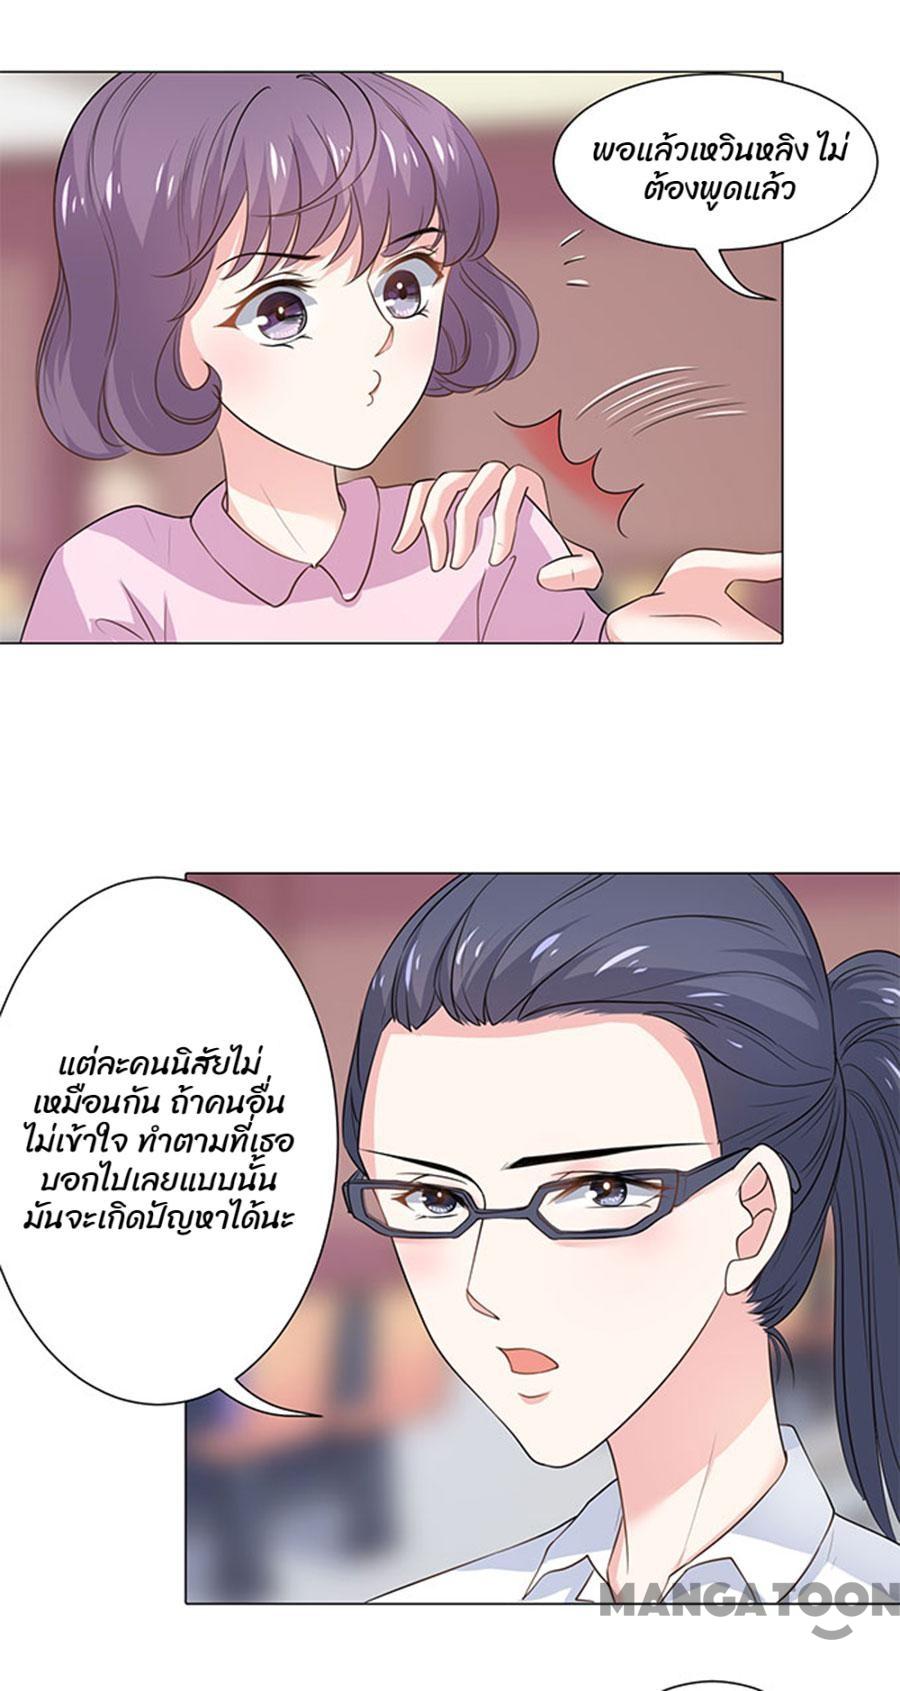 พอแล้วเหวินหลิง ไม่
ต้องพูดแล้ว
แต่ละคนนิสัยไม่
เหมือนกัน ถ้าคนอื่น
ไม่เข้าใจ ทำตามที่เธอ
บอกไปเลยแบบนั้น
มันจะเกิดปัญหาได้นะ
MANGATOON